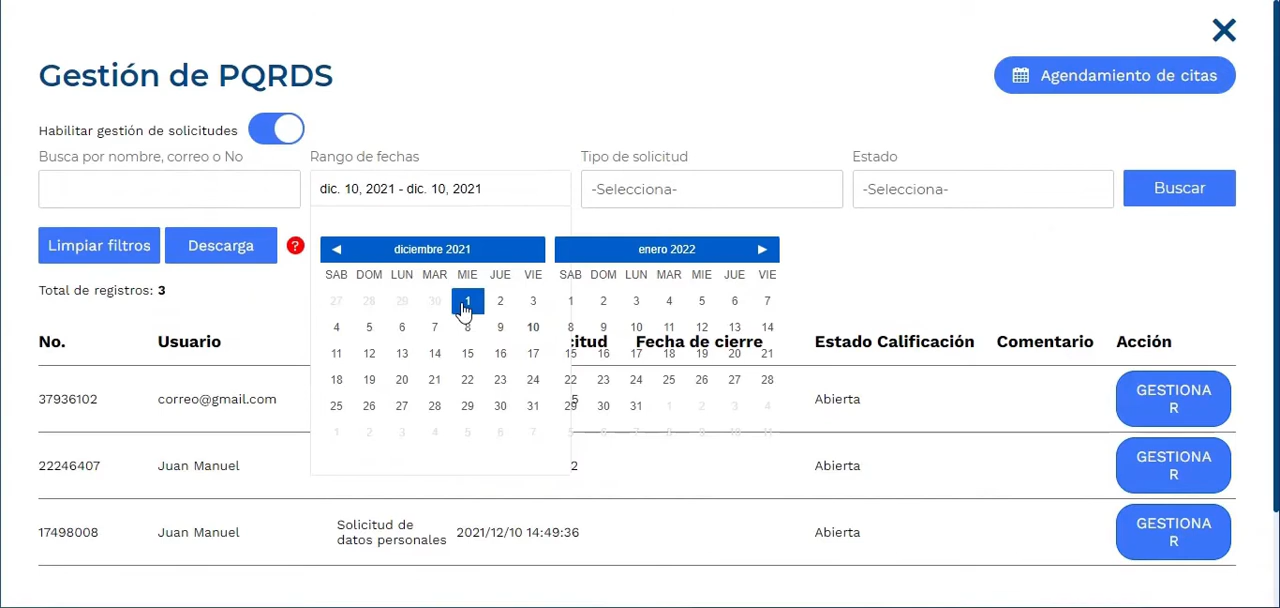 Gestión de PQRDS
Agendamiento de citas
Habilitar gestión de solicitudes
Busca por nombre, correo o No
Rango de fechas
Tipo de solicitud
Estado
dic. 10, 2021 - dic. 10, 2021
-Selecciona-
-Selecciona-
Buscar
Limpiar filtros
Descarga
?
diciembre 2021
enero 2022
Total de registros: 3
SAB DOM LUN MAR MIE JUE VIE
SAB DOM LUN MAR MIE JUE VIE
27 28 29 30 1 2 3
1 2 3 4 5 6 7
4 5 6 7 8 9 10
8 9 10 11 12 13 14
No. Usuario citud Fecha de cierre Estado Calificación Comentario Acción
11 12 13 14 15 16 17
15 16 17 18 19 20 21
18 19 20 21 22 23 24
22 23 24 25 26 27 28
25 26 27 28 29 30 31
29 30 31 1 2 3 4
1 2 3 4 5 6 7
5 6 7 8 9 10 11
37936102 correo@gmail.com 5 Abierta
GESTIONA
R
22246407 Juan Manuel 2 Abierta
GESTIONA
R
17498008 Juan Manuel
Solicitud de
datos personales
2021/12/10 14:49:36 Abierta
GESTIONA
R